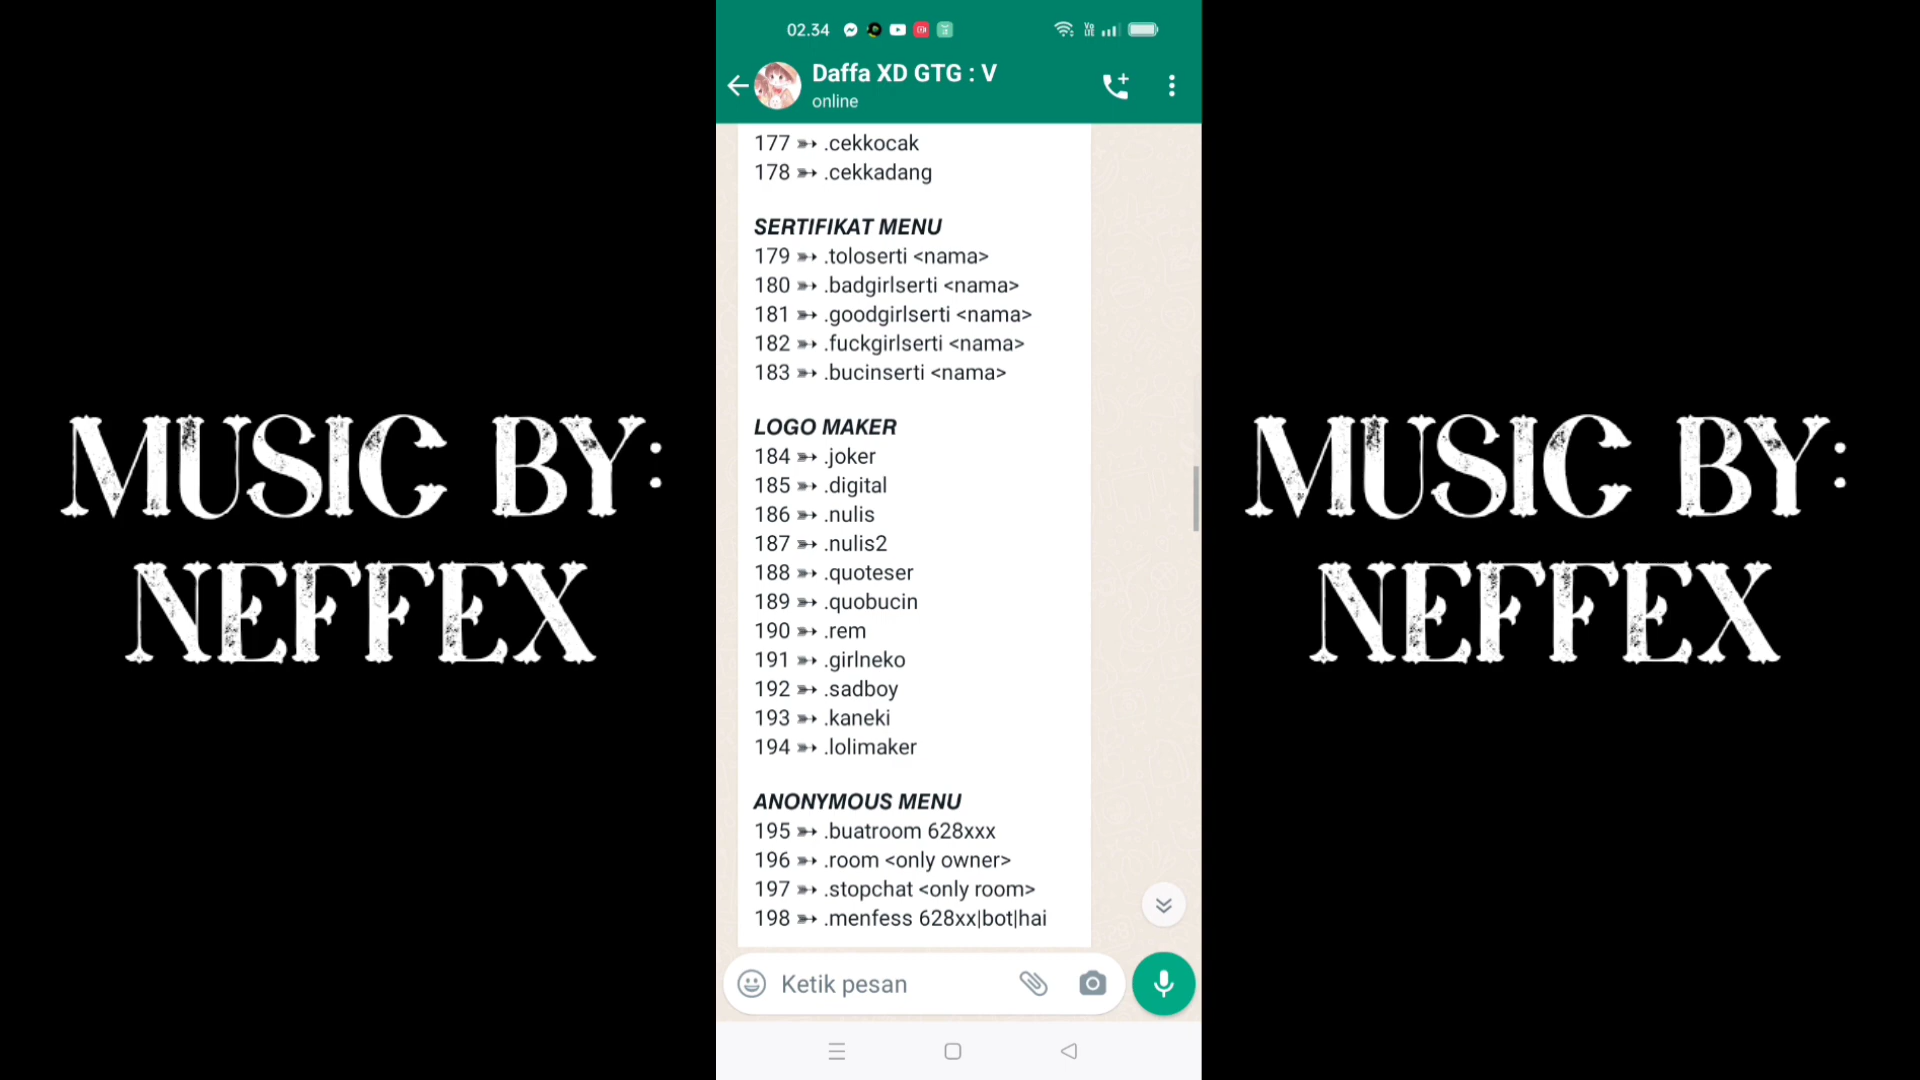 MUSIC BY:
NEFFEX
02.34
Vo
LTE
Daffa XD GTG : V
online
177 ➳ .cekkocak
178 ➳ .cekkadang
SERTIFIKAT MENU
179 ➳ .toloserti <nama>
180 ➳ .badgirlserti <nama>
181 ➳ .goodgirlserti <nama>
182 ➳ .fuckgirlserti <nama>
183 ➳ .bucinserti <nama>
LOGO MAKER
184 ➳ .joker
185 ➳ .digital
186 ➳ .nulis
187 ➳ .nulis2
188 ➳ .quoteser
189 ➳ .quobucin
190 ➳ .rem
191 ➳ .girlneko
192 ➳ .sadboy
193 ➳ .kaneki
194 ➳ .lolimaker
ANONYMOUS MENU
195 ➳ .buatroom 628xxx
196 ➳ .room <only owner>
197 ➳ .stopchat <only room>
198 ➳ .menfess 628xx|bot|hai
Ketik pesan
MUSIC BY:
NEFFEX